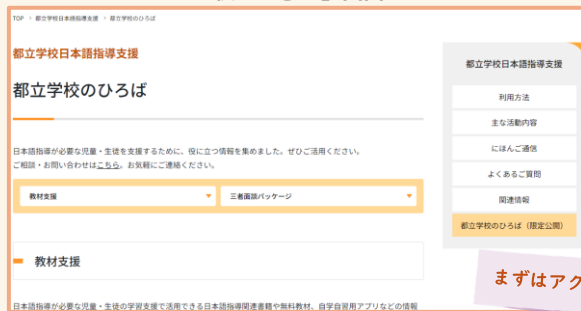 TOP > 都立学校日本語指導支援 > 都立学校のひろば
都立学校日本語指導支援
都立学校のひろば
日本語指導が必要な児童・生徒を支援するために、役に立つ情報を集めました。ぜひご活用ください。
ご相談・お問い合わせはこちら。お気軽にご連絡ください。
教材支援
三者面談パッケージ
教材支援
日本語指導が必要な児童・生徒の学習支援で活用できる日本語指導関連書籍や無料教材、自学自習用アプリなどの情報
都立学校日本語指導支援
利用方法
主な活動内容
にほんご通信
よくあるご質問
関連情報
都立学校のひろば（限定公開）
まずはアク